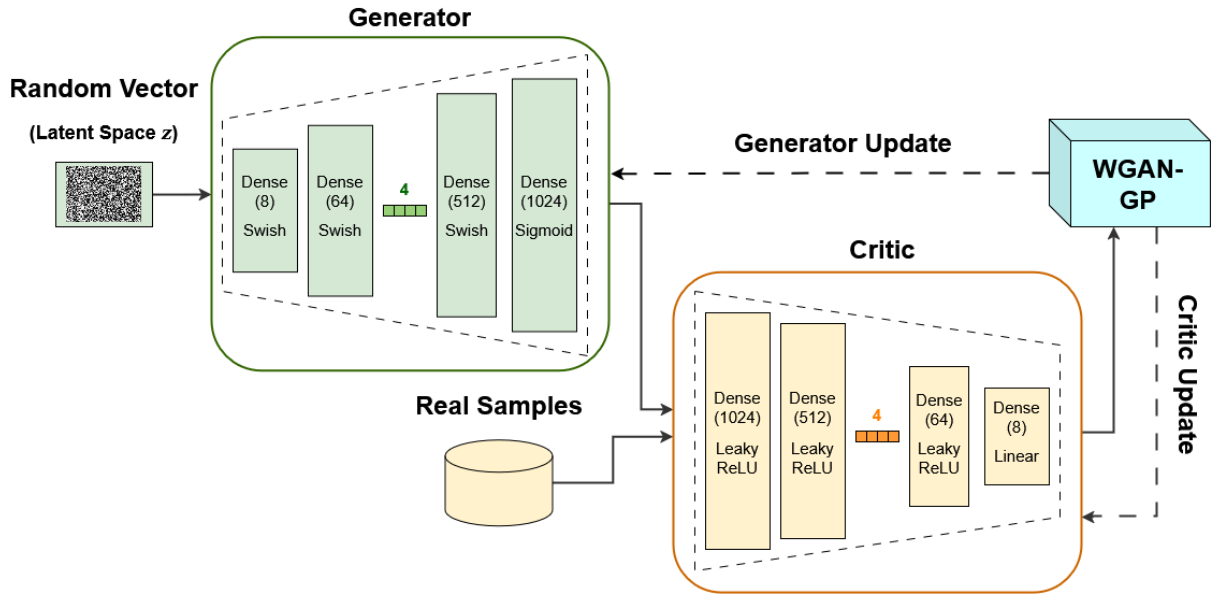 Generator
Random Vector
(Latent Space z)
Dense
(8)
Swish
Dense
(64)
Swish
4
Dense
(512)
Swish
Dense
(1024)
Sigmoid
Generator Update
WGAN-
GP
Critic
Critic Update
Real Samples
Dense
(1024)
Leaky
ReLU
Dense
(512)
Leaky
ReLU
4
Dense
(64)
Leaky
ReLU
Dense
(8)
Linear